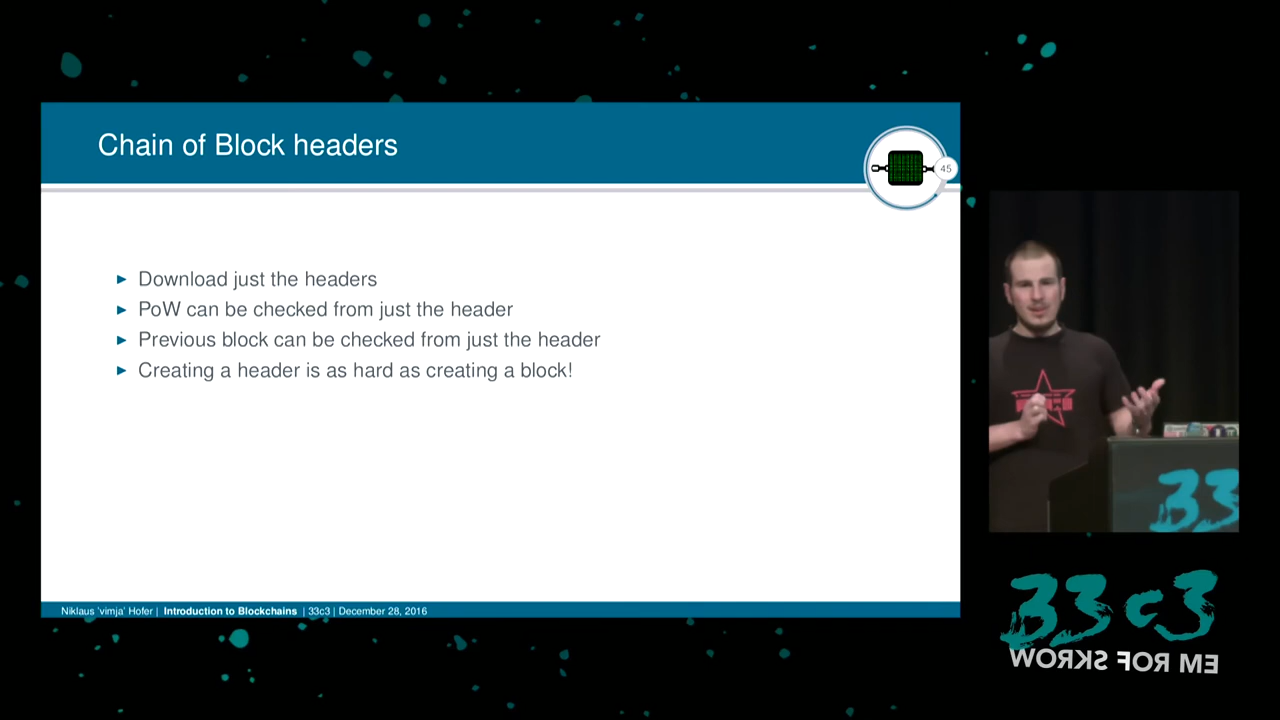 Chain of Block headers
45
Download just the headers
PoW can be checked from just the header
Previous block can be checked from just the header
Creating a header is as hard as creating a block!
Niklaus 'vimja' Hofer | Introduction to Blockchains | 33c3 | December 28, 2016
33
33c3
WORKS FOR ME